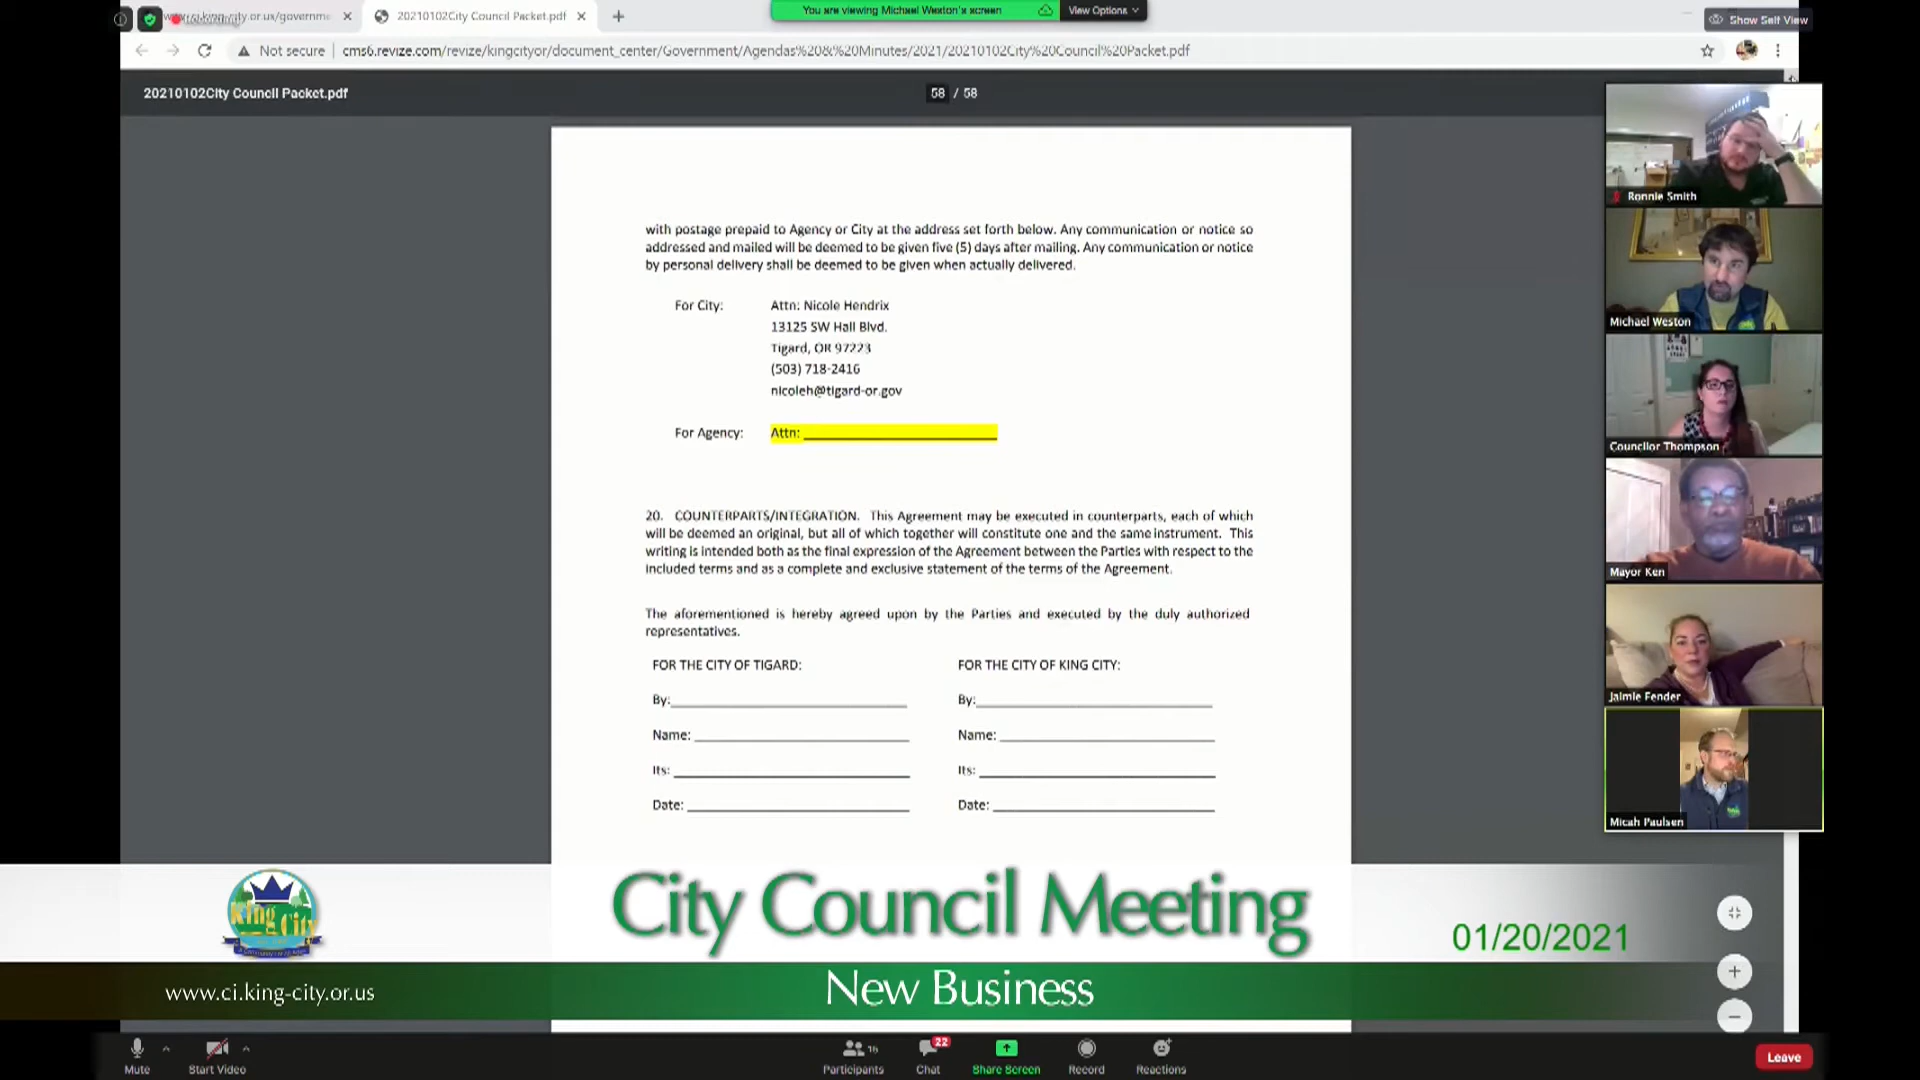 20210102City Council Packet.pdf
You are viewing Michael Weston's screen
View Options
Show Self View
Not secure
cms6.revize.com/revize/kingcityor/document_center/Government/Agendas%20&%20Minutes/2021/20210102City%20Council%20Packet.pdf
20210102City Council Packet.pdf
58 / 58
with postage prepaid to Agency or City at the address set forth below. Any communication or notice so
addressed and mailed will be deemed to be given five (5) days after mailing. Any communication or notice
by personal delivery shall be deemed to be given when actually delivered.
For City: Attn: Nicole Hendrix
13125 SW Hall Blvd.
Tigard, OR 97223
(503) 718-2416
nicoleh@tigard-or.gov
For Agency: Attn:
20. COUNTERPARTS/INTEGRATION. This Agreement may be executed in counterparts, each of which
will be deemed an original, but all of which together will constitute one and the same instrument. This
writing is intended both as the final expression of the Agreement between the Parties with respect to the
included terms and as a complete and exclusive statement of the terms of the Agreement.
The aforementioned is hereby agreed upon by the Parties and executed by the duly authorized
representatives.
FOR THE CITY OF TIGARD: FOR THE CITY OF KING CITY:
By: By:
Name: Name:
Its: Its:
Date: Date:
Ronnie Smith
Michael Weston
Councilor Thompson
Mayor Ken
Jaimie Fender
Micah Paulsen
King City
City Council Meeting
01/20/2021
www.ci.king-city.or.us
New Business
Mute
Start Video
16
Participants
22
Chat
Share Screen
Record
Reactions
Leave